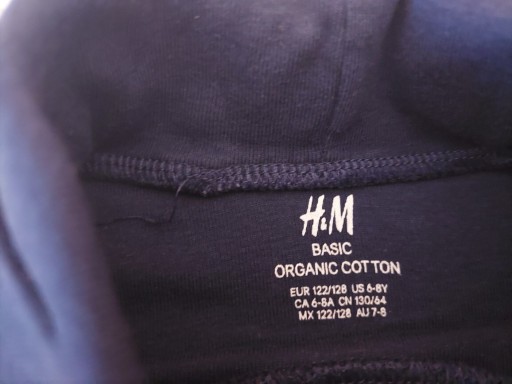 H&M
BASIC
ORGANIC COTTON
EUR 122/128 US 6-8Y
CA 6-8A CN 130/64
MX 122/128 AU 7-8